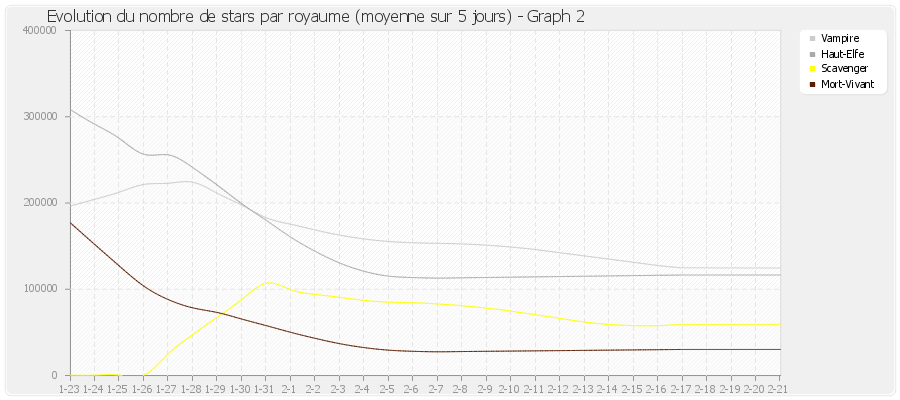 Evolution du nombre de stars par royaume (moyenne sur 5 jours) - Graph 2
400000
300000
200000
100000
0
1-23 1-24 1-25 1-26 1-27 1-28 1-29 1-30 1-31 2-1 2-2 2-3 2-4 2-5 2-6 2-7 2-8 2-9 2-10 2-11 2-12 2-13 2-14 2-15 2-16 2-17 2-18 2-19 2-20 2-21
Vampire
Haut-Elfe
Scavenger
Mort-Vivant